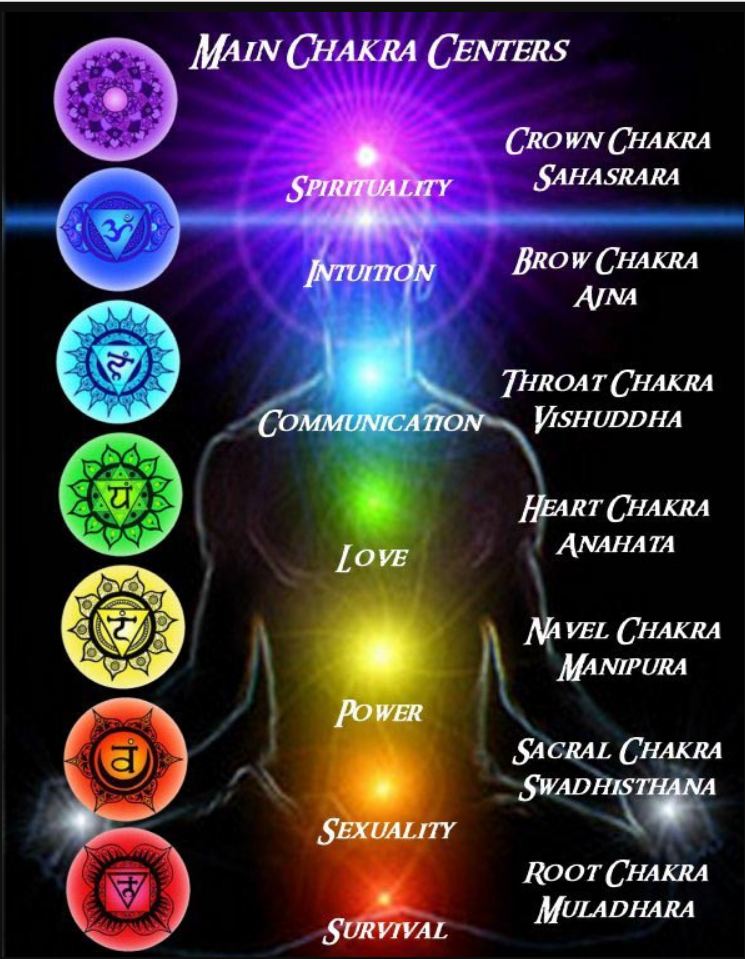 Main Chakra Centers
Crown Chakra
Sahasrara
Spirituality
ॐ
Brow Chakra
Ajna
Intuition
हं
Throat Chakra
Vishuddha
Communication
यं
Heart Chakra
Anahata
Love
रं
Navel Chakra
Manipura
Power
वं
Sacral Chakra
Swadhisthana
Sexuality
लं
Root Chakra
Muladhara
Survival